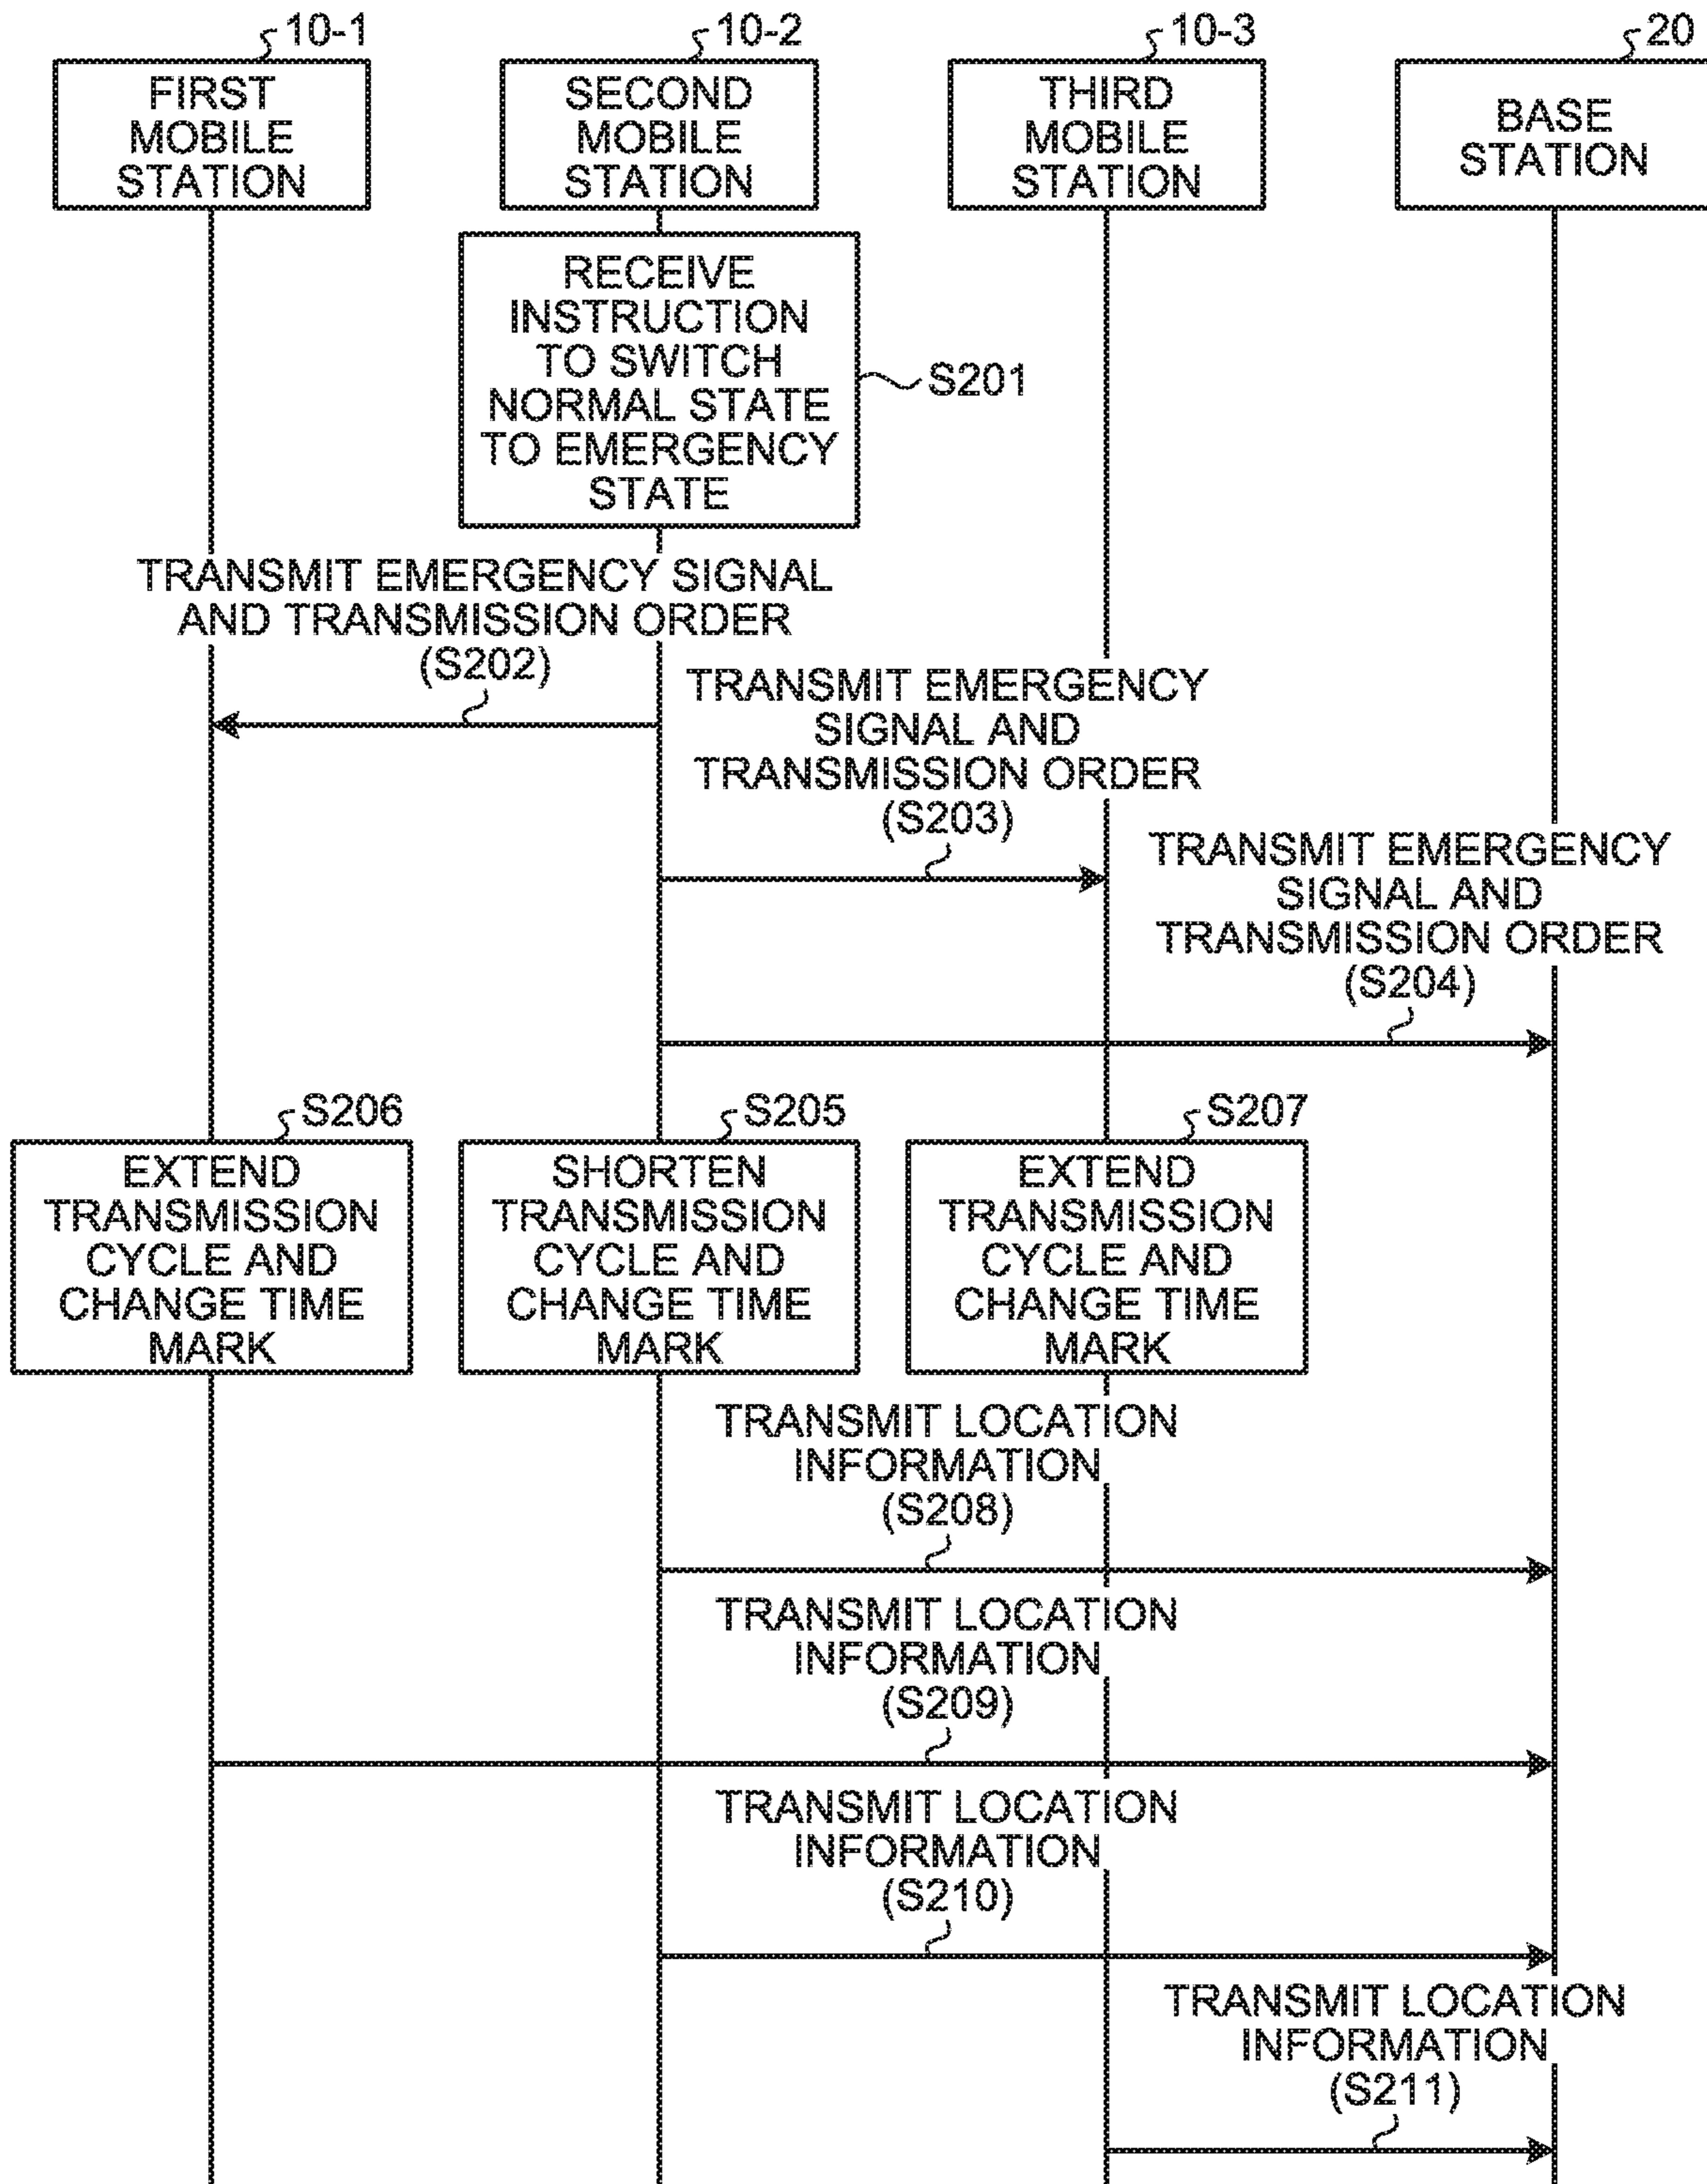 10-1
10-2
10-3
20
FIRST
MOBILE
STATION
SECOND
MOBILE
STATION
THIRD
MOBILE
STATION
BASE
STATION
RECEIVE
INSTRUCTION
TO SWITCH
NORMAL STATE
TO EMERGENCY
STATE
S201
TRANSMIT EMERGENCY SIGNAL
AND TRANSMISSION ORDER
(S202)
TRANSMIT EMERGENCY
SIGNAL AND
TRANSMISSION ORDER
(S203)
TRANSMIT EMERGENCY
SIGNAL AND
TRANSMISSION ORDER
(S204)
S206
S205
S207
EXTEND
TRANSMISSION
CYCLE AND
CHANGE TIME
MARK
SHORTEN
TRANSMISSION
CYCLE AND
CHANGE TIME
MARK
EXTEND
TRANSMISSION
CYCLE AND
CHANGE TIME
MARK
TRANSMIT LOCATION
INFORMATION
(S208)
TRANSMIT LOCATION
INFORMATION
(S209)
TRANSMIT LOCATION
INFORMATION
(S210)
TRANSMIT LOCATION
INFORMATION
(S211)